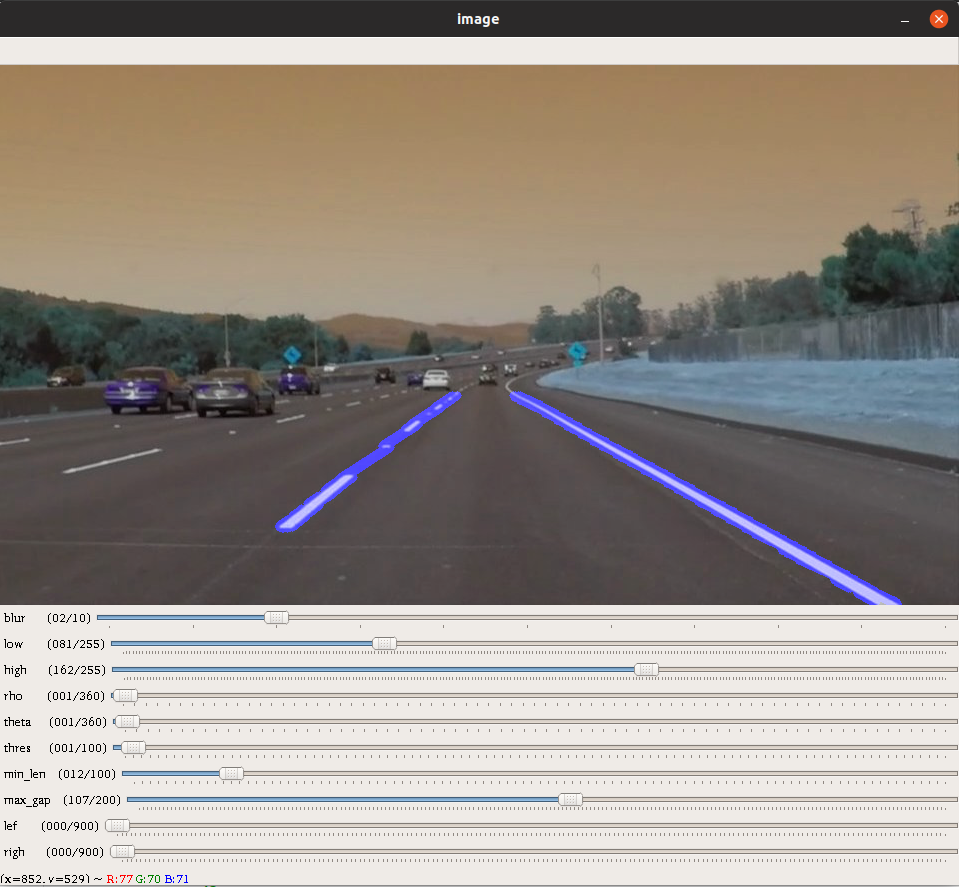 image
blur (02/10)
low (081/255)
high (162/255)
rho (001/360)
theta (001/360)
thres (001/100)
min_len (012/100)
max_gap (107/200)
lef (000/900)
righ (000/900)
(x=852, y=529) ~ R:77 G:70 B:71